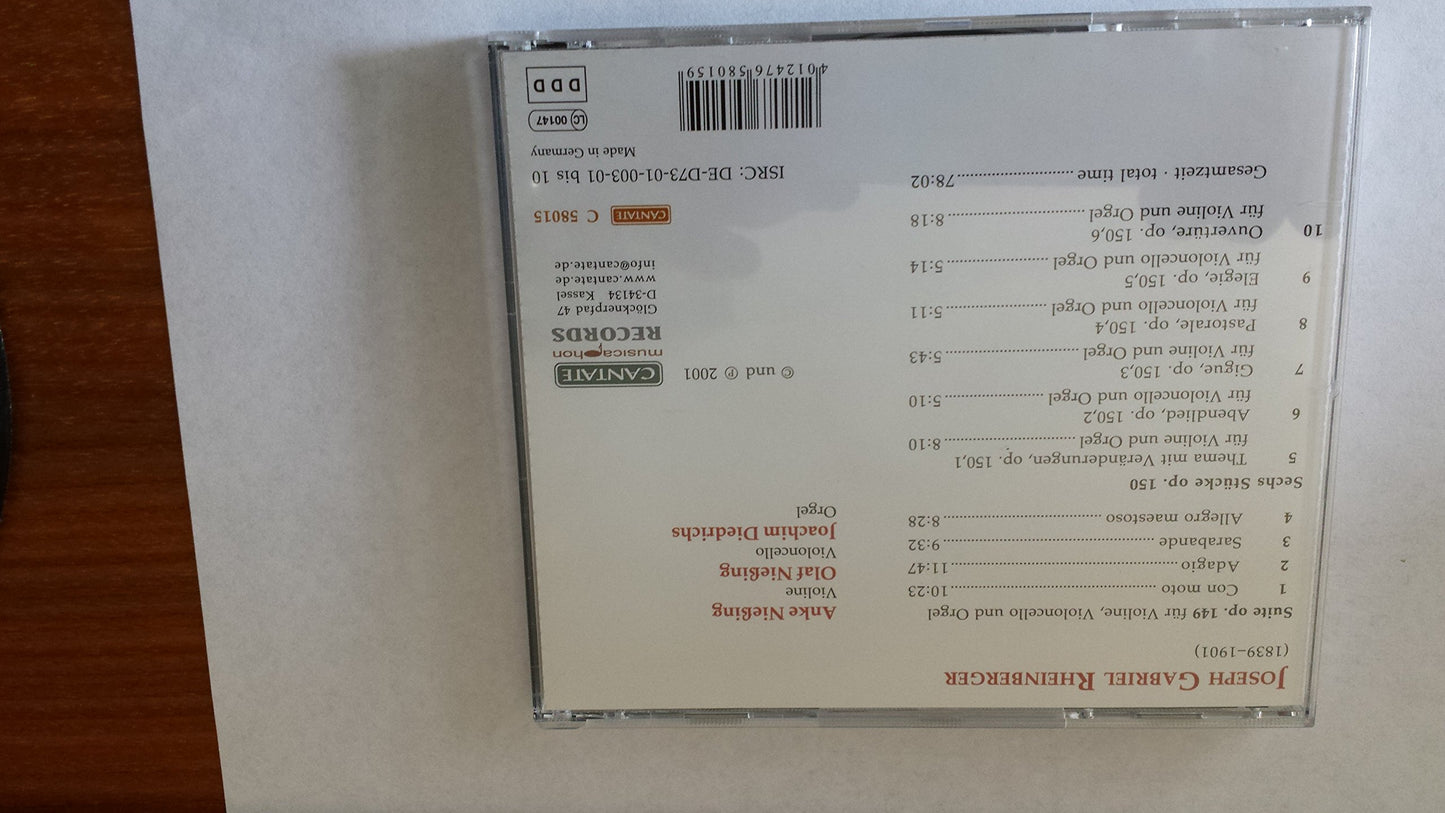 JOSEPH GABRIEL RHEINBERGER
(1839–1901)
Suite op. 149 für Violine, Violoncello und Orgel
1 Con moto 10:23
2 Adagio 11:47
3 Sarabande 9:32
4 Allegro maestoso 8:28
Sechs Stücke op. 150
5 Thema mit Veränderungen, op. 150,1
für Violine und Orgel 8:10
6 Abendlied, op. 150,2
für Violoncello und Orgel 5:10
7 Gigue, op. 150,3
für Violine und Orgel 5:43
8 Pastorale, op. 150,4
für Violoncello und Orgel 5:11
9 Elegie, op. 150,5
für Violoncello und Orgel 5:14
10 Ouvertüre, op. 150,6
für Violine und Orgel 8:18
Gesamtzeit · total time 78:02
Anke Nießing
Violine
Olaf Nießing
Violoncello
Joachim Diedrichs
Orgel
© und ℗ 2001
CANTATE
musicaphon
RECORDS
Glöcknerpfad 47
D-34134 Kassel
www.cantate.de
info@cantate.de
CANTATE C 58015
ISRC: DE-D73-01-003-01 bis 10
Made in Germany
LC 00147
DDD
4 012476 580159